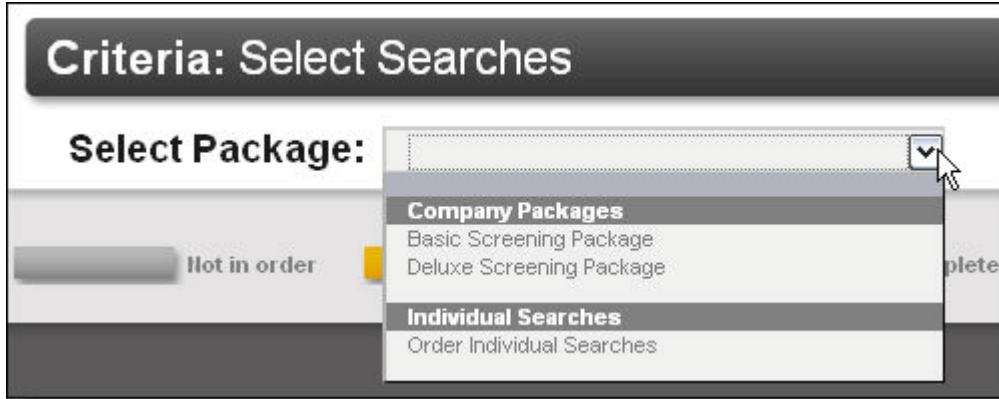 Criteria: Select Searches
Select Package:
Company Packages
Basic Screening Package
Deluxe Screening Package
Not in order
plete
Individual Searches
Order Individual Searches